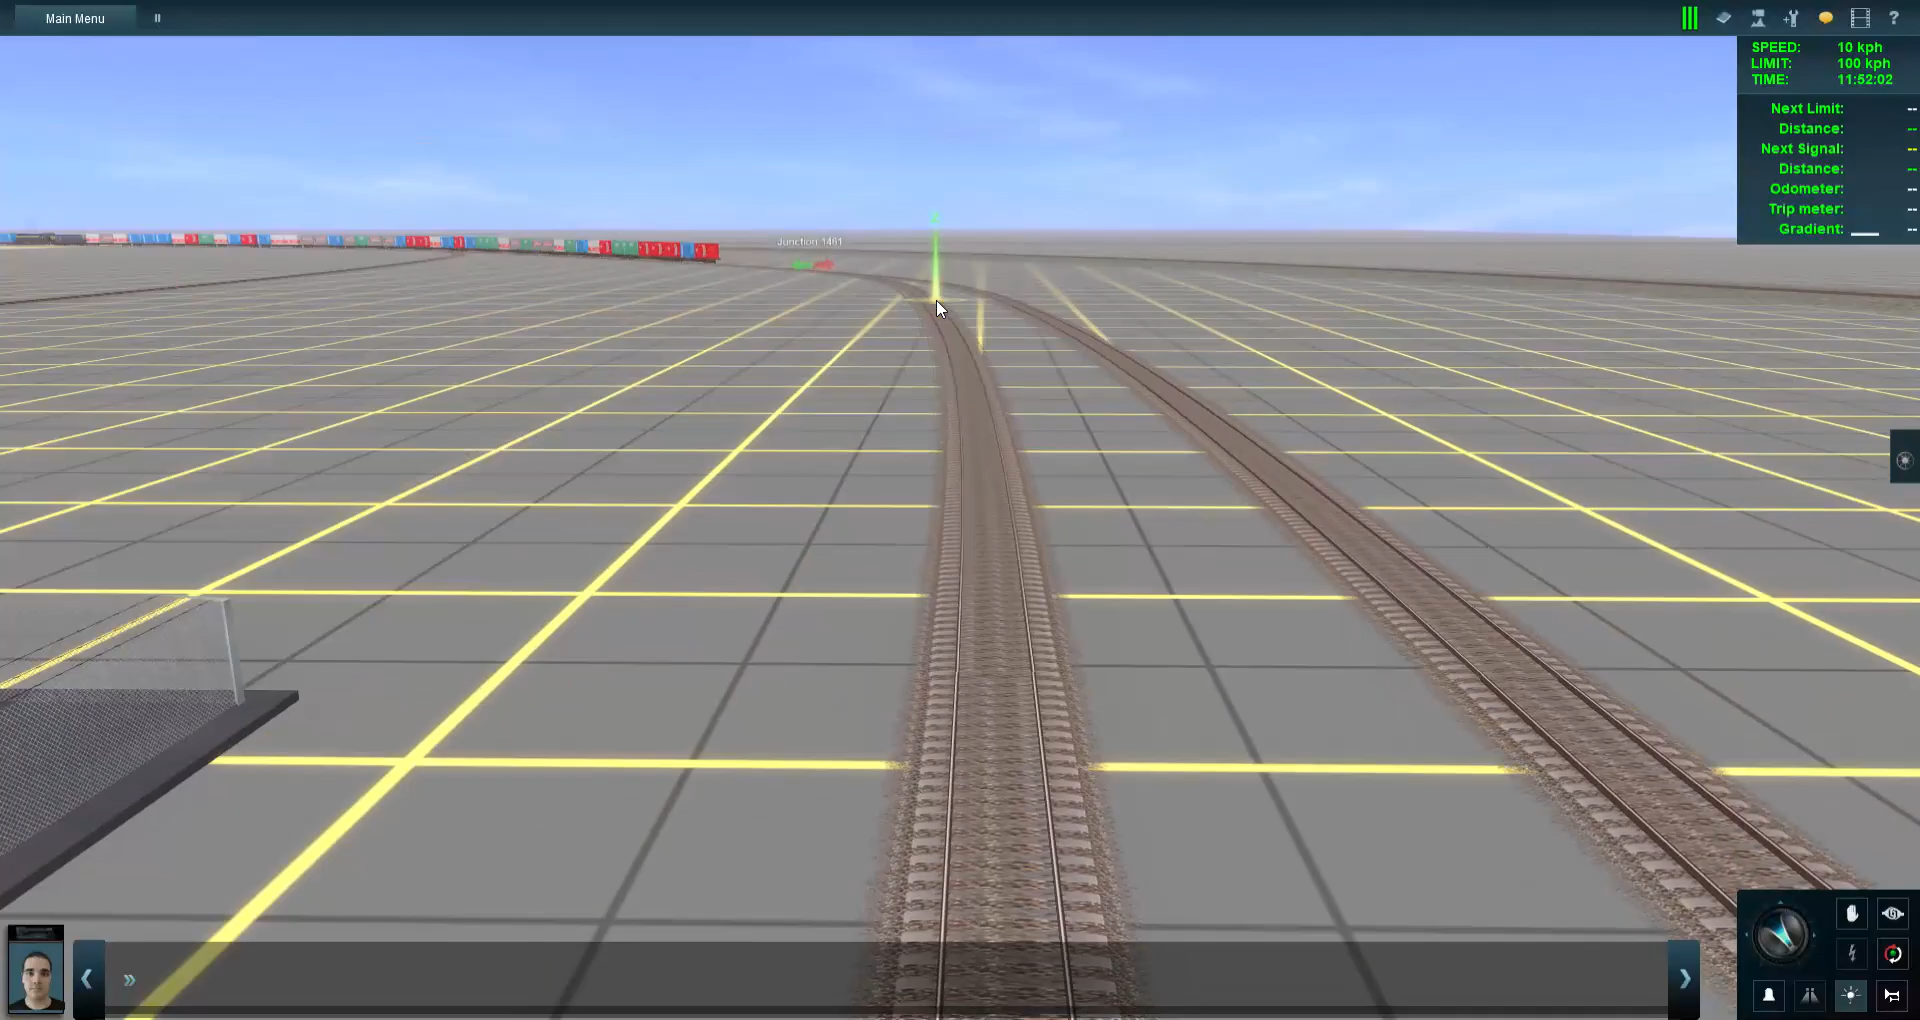 Main Menu
SPEED: 10 kph
LIMIT: 100 kph
TIME: 11:52:02
Next Limit: --
Distance: --
Next Signal: --
Distance: --
Odometer: --
Trip meter: --
Gradient: --
Junction 1461